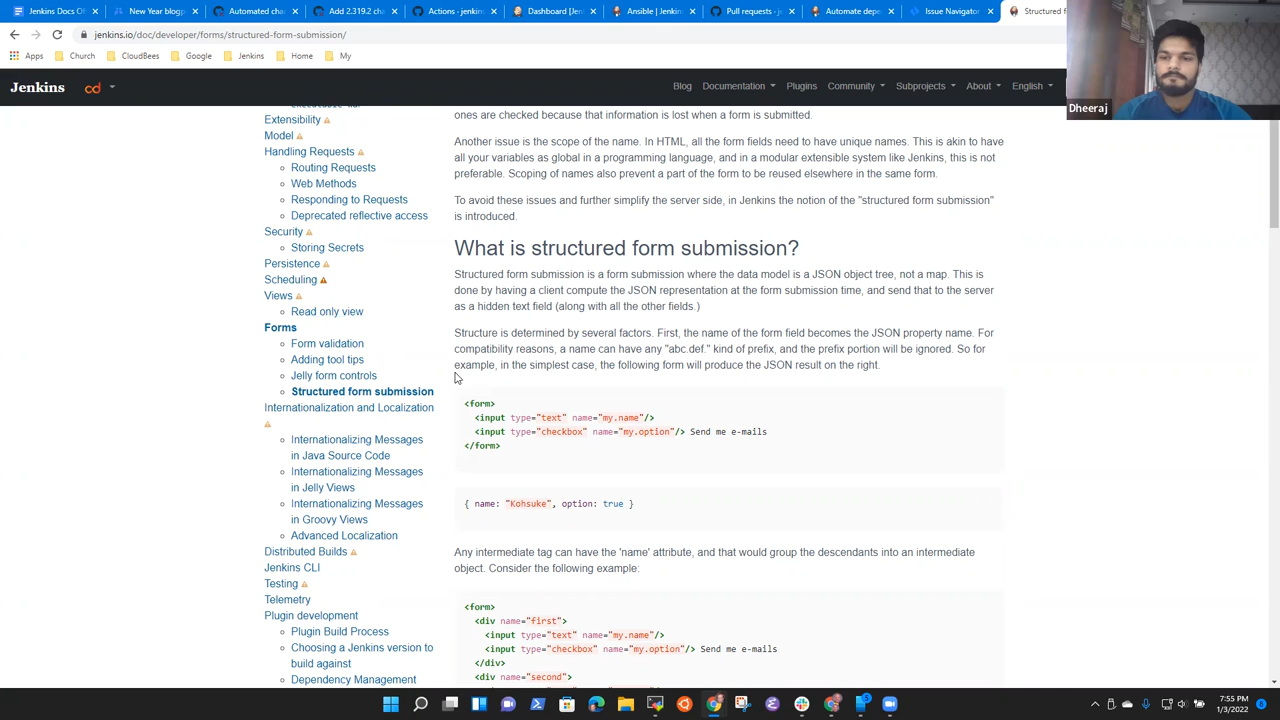 Jenkins Docs Of
New Year blogp
Automated cha
Add 2.319.2 ch
Actions · jenkin
Dashboard [Jen
Ansible | Jenkin
Pull requests · j
Automate depe
Issue Navigator
Structured f
jenkins.io/doc/developer/forms/structured-form-submission/
Apps
Church
CloudBees
Google
Jenkins
Home
My
Dheeraj
Jenkins
cd
Blog
Documentation
Plugins
Community
Subprojects
About
English
Extensibility
Model
Handling Requests
Routing Requests
Web Methods
Responding to Requests
Deprecated reflective access
Security
Storing Secrets
Persistence
Scheduling
Views
Read only view
Forms
Form validation
Adding tool tips
Jelly form controls
Structured form submission
Internationalization and Localization
Internationalizing Messages
in Java Source Code
Internationalizing Messages
in Jelly Views
Internationalizing Messages
in Groovy Views
Advanced Localization
Distributed Builds
Jenkins CLI
Testing
Telemetry
Plugin development
Plugin Build Process
Choosing a Jenkins version to
build against
Dependency Management
ones are checked because that information is lost when a form is submitted.
Another issue is the scope of the name. In HTML, all the form fields need to have unique names. This is akin to have
all your variables as global in a programming language, and in a modular extensible system like Jenkins, this is not
preferable. Scoping of names also prevent a part of the form to be reused elsewhere in the same form.
To avoid these issues and further simplify the server side, in Jenkins the notion of the "structured form submission"
is introduced.
What is structured form submission?
Structured form submission is a form submission where the data model is a JSON object tree, not a map. This is
done by having a client compute the JSON representation at the form submission time, and send that to the server
as a hidden text field (along with all the other fields.)
Structure is determined by several factors. First, the name of the form field becomes the JSON property name. For
compatibility reasons, a name can have any "abc.def." kind of prefix, and the prefix portion will be ignored. So for
example, in the simplest case, the following form will produce the JSON result on the right.
<form>
<input type="text" name="my.name"/>
<input type="checkbox" name="my.option"/> Send me e-mails
</form>
{ name: "Kohsuke", option: true }
Any intermediate tag can have the 'name' attribute, and that would group the descendants into an intermediate
object. Consider the following example:
<form>
<div name="first">
<input type="text" name="my.name"/>
<input type="checkbox" name="my.option"/> Send me e-mails
</div>
<div name="second">
7:55 PM
1/3/2022